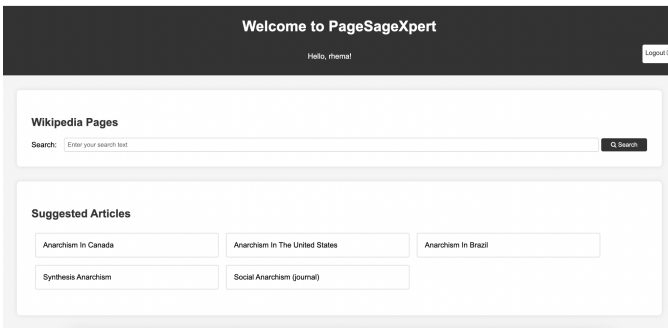 Welcome to PageSageXpert
Hello, rhema!
Logout
Wikipedia Pages
Search: Enter your search text Search
Suggested Articles
Anarchism In Canada Anarchism In The United States Anarchism In Brazil
Synthesis Anarchism Social Anarchism (journal)